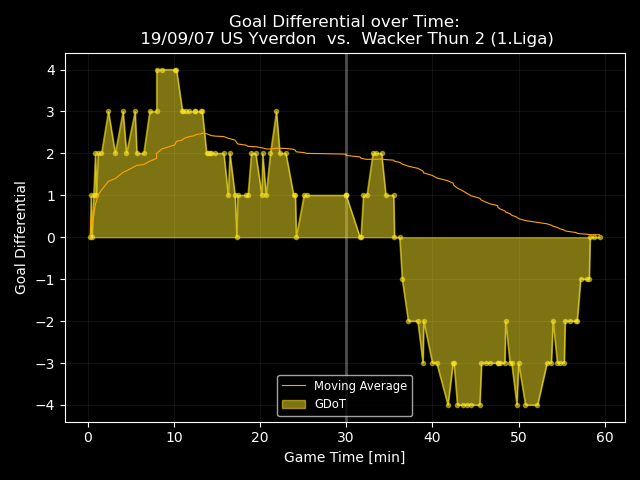 Goal Differential over Time:
19/09/07 US Yverdon  vs.  Wacker Thun 2 (1.Liga)
Goal Differential
4
3
2
1
0
−1
−2
−3
−4
Moving Average
GDoT
0 10 20 30 40 50 60
Game Time [min]